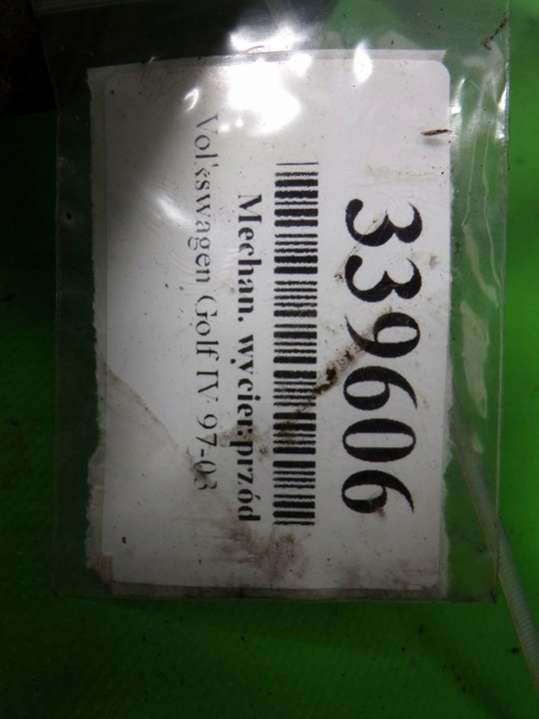 339606
Mechan. wycier.przód
Volkswagen Golf IV 97-03